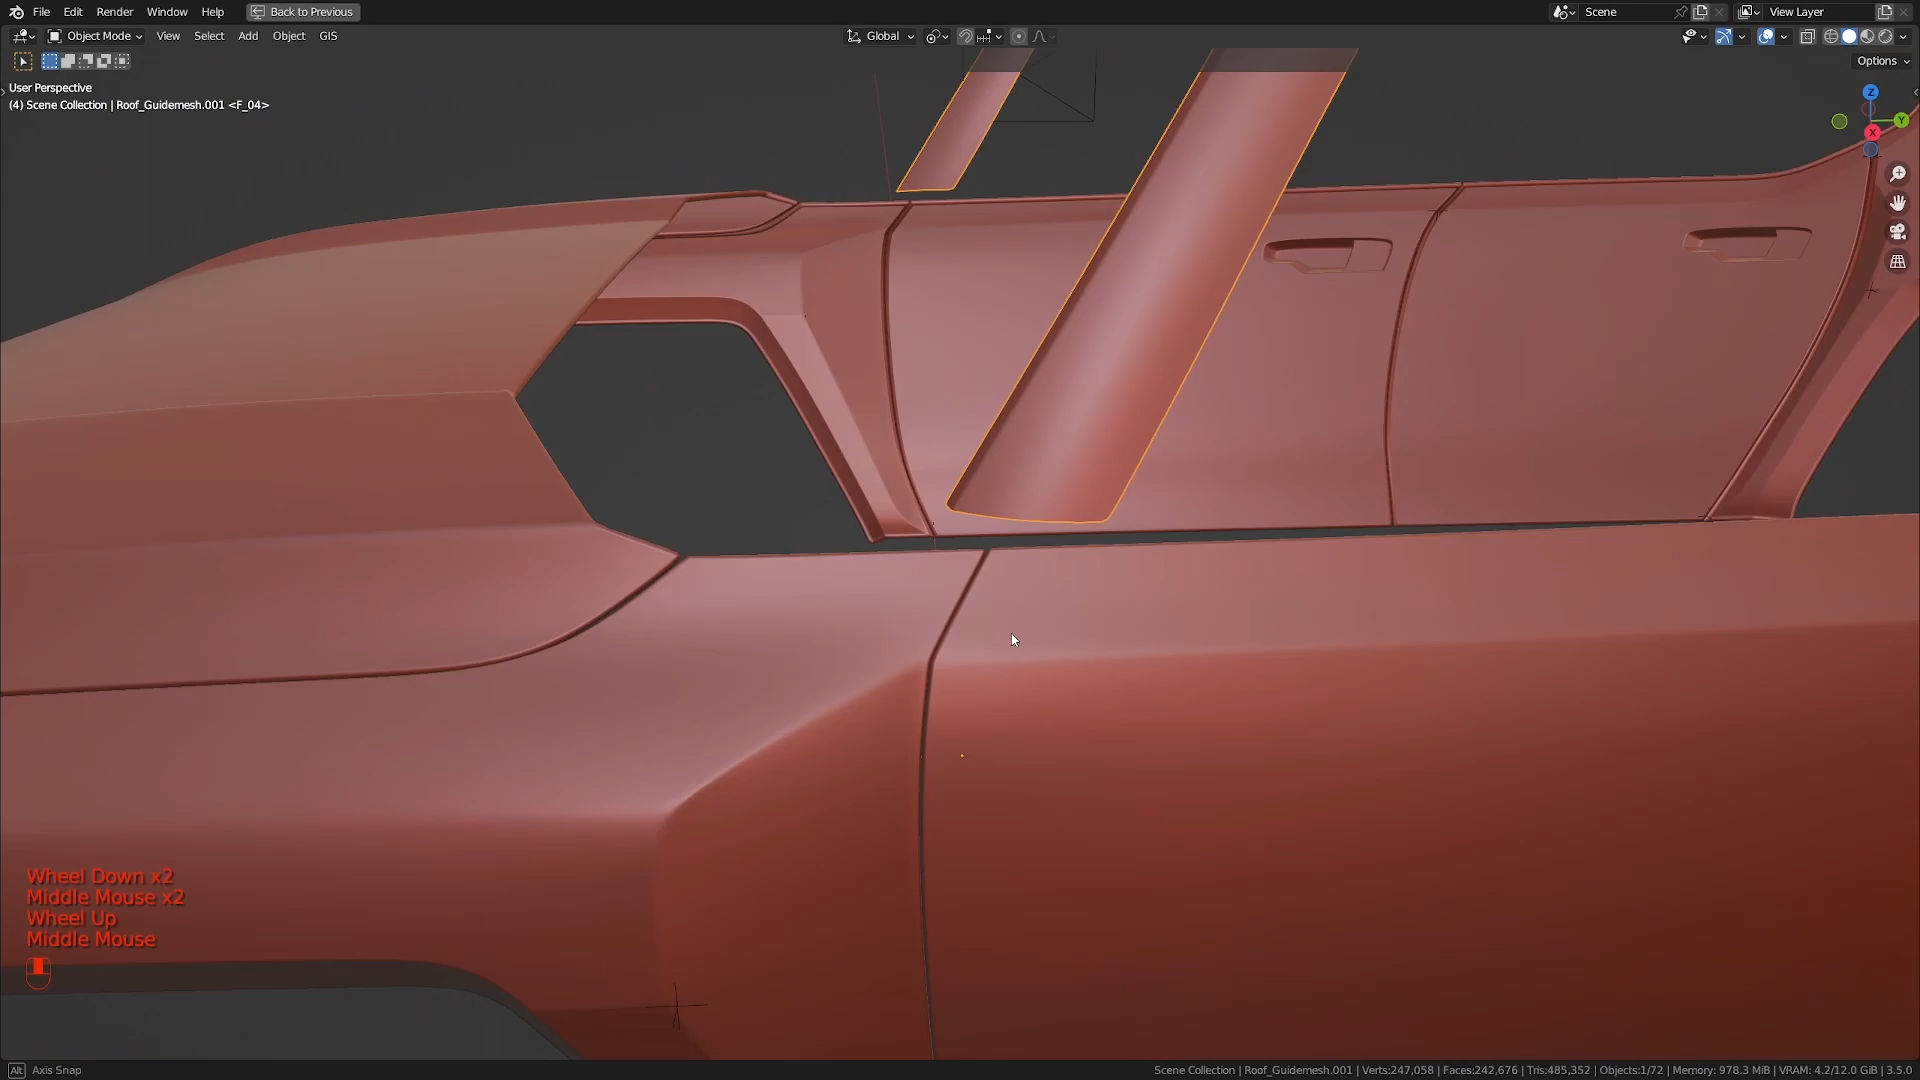 File Edit Render Window Help Back to Previous Scene View Layer
Object Mode View Select Add Object GIS Global
Options
User Perspective
(4) Scene Collection | Roof_Guidemesh.001 <F_04>
Z
Y
X
Wheel Down x2
Middle Mouse x2
Wheel Up
Middle Mouse
Alt Axis Snap Scene Collection | Roof_Guidemesh.001 | Verts:247,058 | Faces:242,676 | Tris:485,352 | Objects:1/72 | Memory: 978.3 MiB | VRAM: 4.2/12.0 GiB | 3.5.0